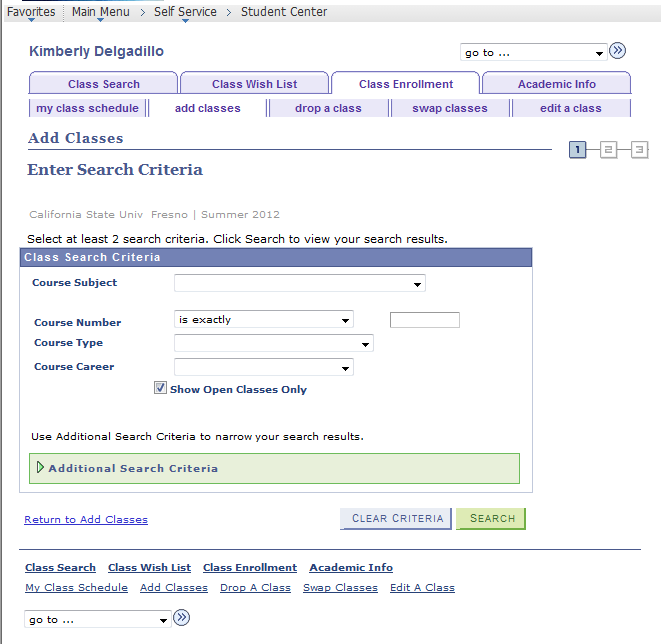 Favorites Main Menu > Self Service > Student Center
Kimberly Delgadillo
go to ...
Class Search Class Wish List Class Enrollment Academic Info
my class schedule add classes drop a class swap classes edit a class
Add Classes
1 2 3
Enter Search Criteria
California State Univ Fresno | Summer 2012
Select at least 2 search criteria. Click Search to view your search results.
Class Search Criteria
Course Subject
Course Number is exactly
Course Type
Course Career
Show Open Classes Only
Use Additional Search Criteria to narrow your search results.
Additional Search Criteria
Return to Add Classes CLEAR CRITERIA SEARCH
Class Search Class Wish List Class Enrollment Academic Info
My Class Schedule Add Classes Drop A Class Swap Classes Edit A Class
go to ...